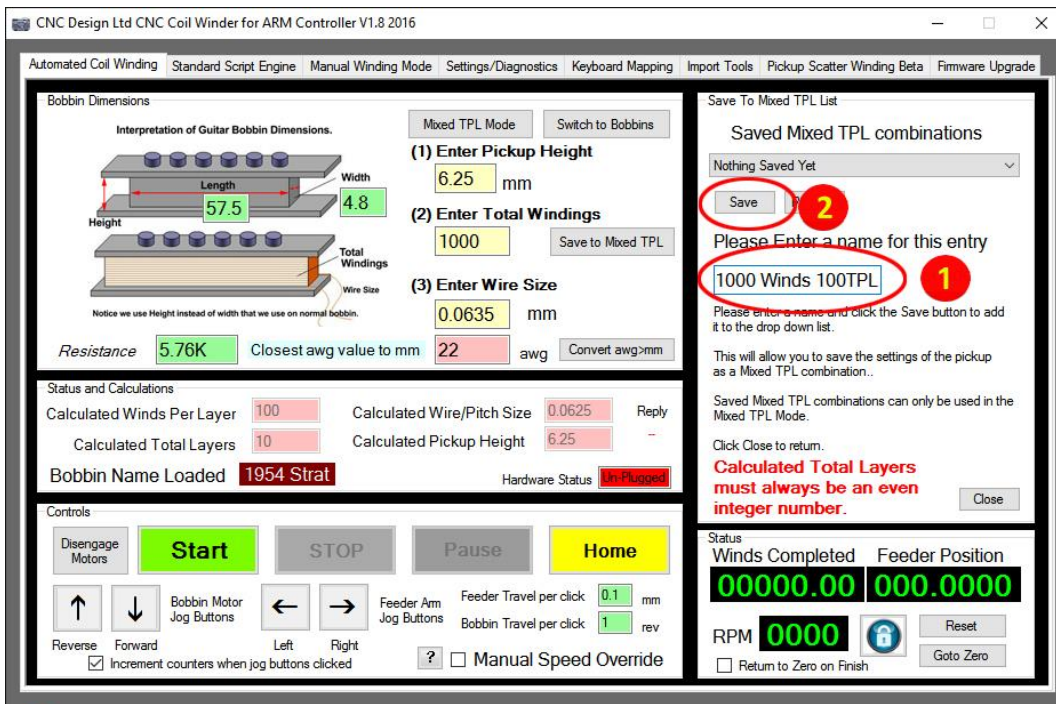 CNC Design Ltd CNC Coil Winder for ARM Controller V1.8 2016
Automated Coil Winding Standard Script Engine Manual Winding Mode Settings/Diagnostics Keyboard Mapping Import Tools Pickup Scatter Winding Beta Firmware Upgrade
Bobbin Dimensions
Interpretation of Guitar Bobbin Dimensions.
Width
Length
57.5
4.8
Height
Total
Windings
Wire Size
Notice we use Height instead of width that we use on normal bobbin.
Mixed TPL Mode Switch to Bobbins
(1) Enter Pickup Height
6.25 mm
(2) Enter Total Windings
1000 Save to Mixed TPL
(3) Enter Wire Size
0.0635 mm
Resistance 5.76K Closest awg value to mm 22 awg Convert awg>mm
Status and Calculations
Calculated Winds Per Layer 100 Calculated Wire/Pitch Size 0.0625 Reply
Calculated Total Layers 10 Calculated Pickup Height 6.25 -
Bobbin Name Loaded 1954 Strat Hardware Status Un-Plugged
Controls
Disengage
Motors
Start STOP Pause Home
↑ ↓ Bobbin Motor
Jog Buttons
← → Feeder Arm
Jog Buttons
Feeder Travel per click 0.1 mm
Bobbin Travel per click 1 rev
Reverse Forward Left Right
Increment counters when jog buttons clicked
? Manual Speed Override
Save To Mixed TPL List
Saved Mixed TPL combinations
Nothing Saved Yet
Save 2
Please Enter a name for this entry
1000 Winds 100TPL 1
Please enter a name and click the Save button to add
it to the drop down list.
This will allow you to save the settings of the pickup
as a Mixed TPL combination..
Saved Mixed TPL combinations can only be used in the
Mixed TPL Mode.
Click Close to return.
Calculated Total Layers
must always be an even
integer number.
Close
Status
Winds Completed Feeder Position
00000.00 000.0000
RPM 0000 Reset
Return to Zero on Finish Goto Zero